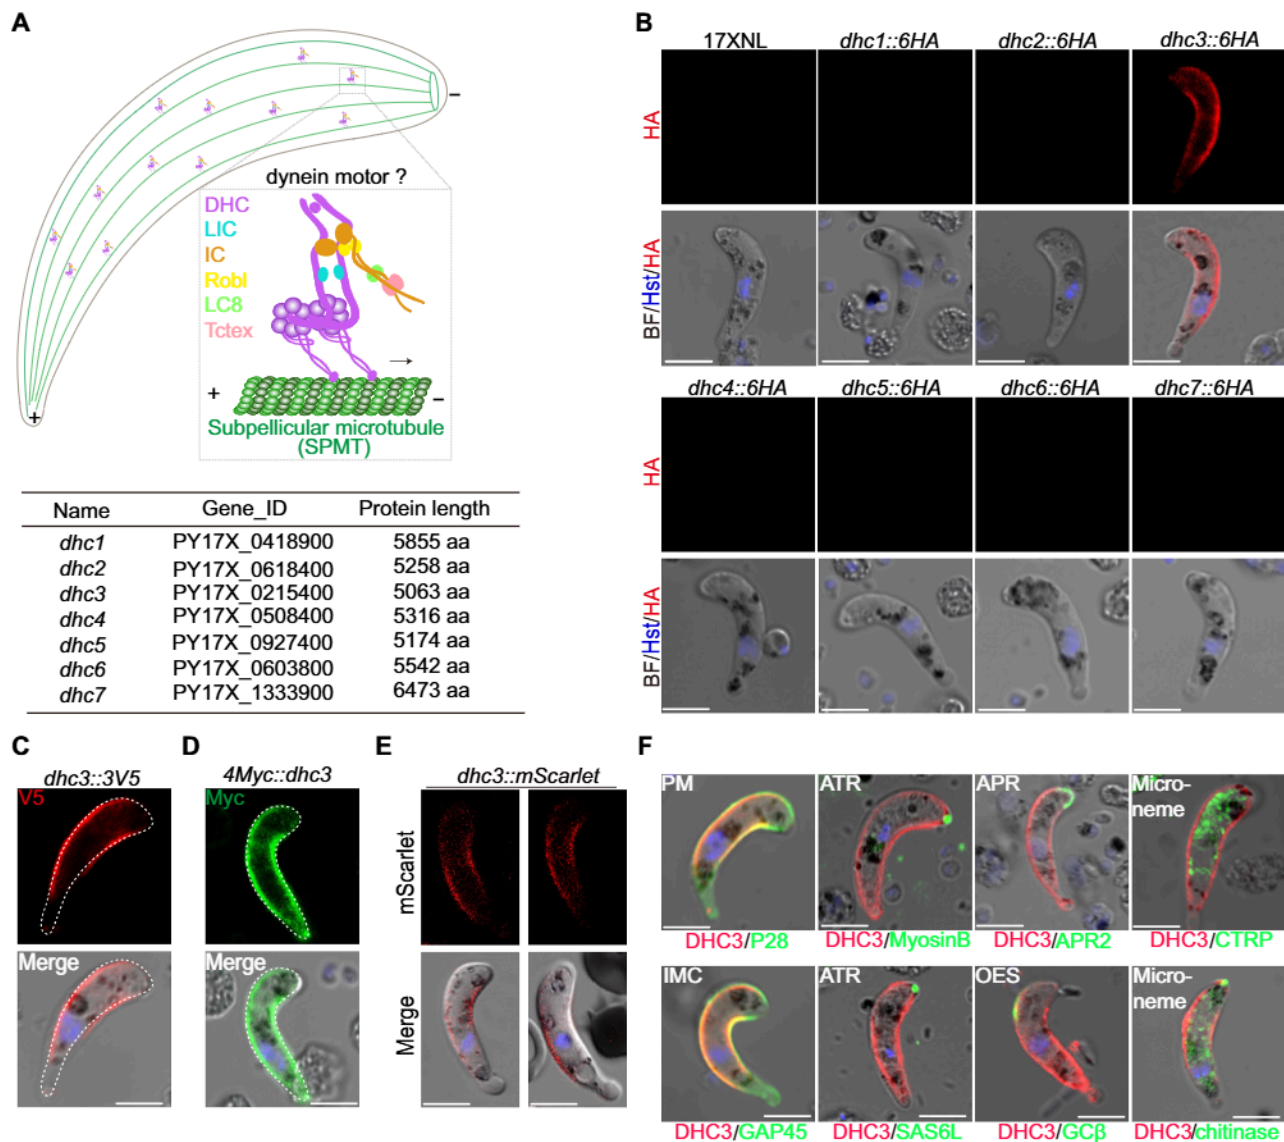 A
−
dynein motor ?
DHC
LIC
IC
Robl
LC8
Tctex
→
+
−
Subpellicular microtubule
(SPMT)
+
Name Gene_ID Protein length
dhc1 PY17X_0418900 5855 aa
dhc2 PY17X_0618400 5258 aa
dhc3 PY17X_0215400 5063 aa
dhc4 PY17X_0508400 5316 aa
dhc5 PY17X_0927400 5174 aa
dhc6 PY17X_0603800 5542 aa
dhc7 PY17X_1333900 6473 aa
B
17XNL dhc1::6HA dhc2::6HA dhc3::6HA
HA
BF/Hst/HA
dhc4::6HA dhc5::6HA dhc6::6HA dhc7::6HA
HA
BF/Hst/HA
C
dhc3::3V5
V5
Merge
D
4Myc::dhc3
Myc
Merge
E
dhc3::mScarlet
mScarlet
Merge
F
PM ATR APR Micro-
neme
DHC3/P28 DHC3/MyosinB DHC3/APR2 DHC3/CTRP
IMC ATR OES Micro-
neme
DHC3/GAP45 DHC3/SAS6L DHC3/GCβ DHC3/chitinase